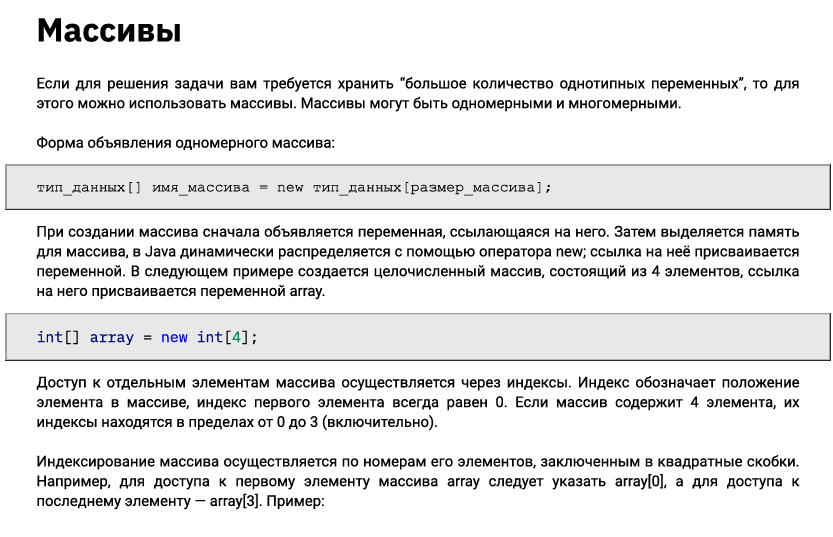 Массивы
Если для решения задачи вам требуется хранить “большое количество однотипных переменных”, то для
этого можно использовать массивы. Массивы могут быть одномерными и многомерными.
Форма объявления одномерного массива:
тип_данных[] имя_массива = new тип_данных[размер_массива];
При создании массива сначала объявляется переменная, ссылающаяся на него. Затем выделяется память
для массива, в Java динамически распределяется с помощью оператора new; ссылка на неё присваивается
переменной. В следующем примере создается целочисленный массив, состоящий из 4 элементов, ссылка
на него присваивается переменной array.
int[] array = new int[4];
Доступ к отдельным элементам массива осуществляется через индексы. Индекс обозначает положение
элемента в массиве, индекс первого элемента всегда равен 0. Если массив содержит 4 элемента, их
индексы находятся в пределах от 0 до 3 (включительно).
Индексирование массива осуществляется по номерам его элементов, заключенным в квадратные скобки.
Например, для доступа к первому элементу массива array следует указать array[0], а для доступа к
последнему элементу — array[3]. Пример: